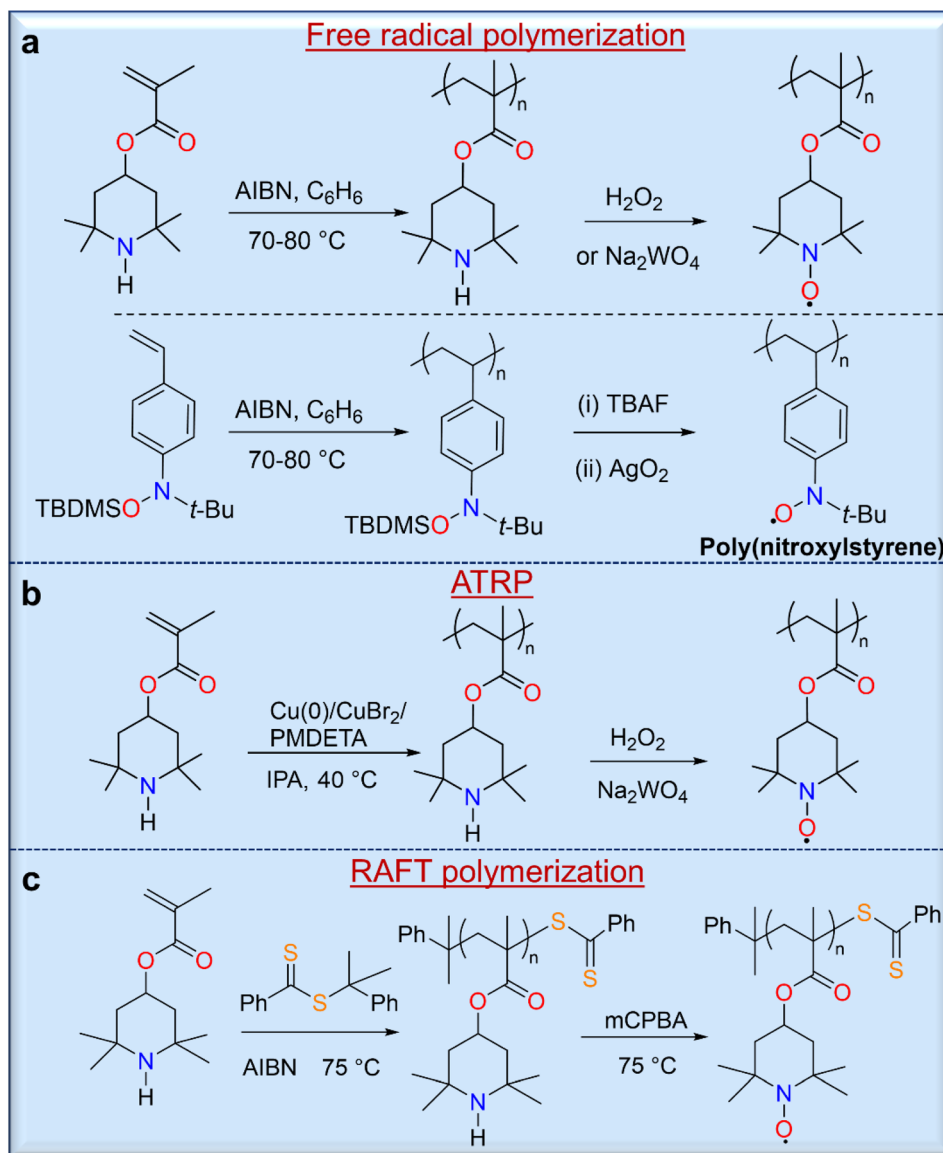 a
Free radical polymerization
O
O
N
H
AIBN, C6H6
70-80 °C
n
O
O
N
H
H2O2
or Na2WO4
n
O
O
N
O
TBDMSO
N
t-Bu
AIBN, C6H6
70-80 °C
n
TBDMSO
N
t-Bu
(i) TBAF
(ii) AgO2
n
O
N
t-Bu
Poly(nitroxylstyrene)
b
ATRP
O
O
N
H
Cu(0)/CuBr2/
PMDETA
IPA, 40 °C
n
O
O
N
H
H2O2
Na2WO4
n
O
O
N
O
c
RAFT polymerization
O
O
N
H
S
Ph
S
Ph
AIBN 75 °C
Ph
n
S
Ph
S
O
O
N
H
mCPBA
75 °C
Ph
n
S
Ph
S
O
O
N
O